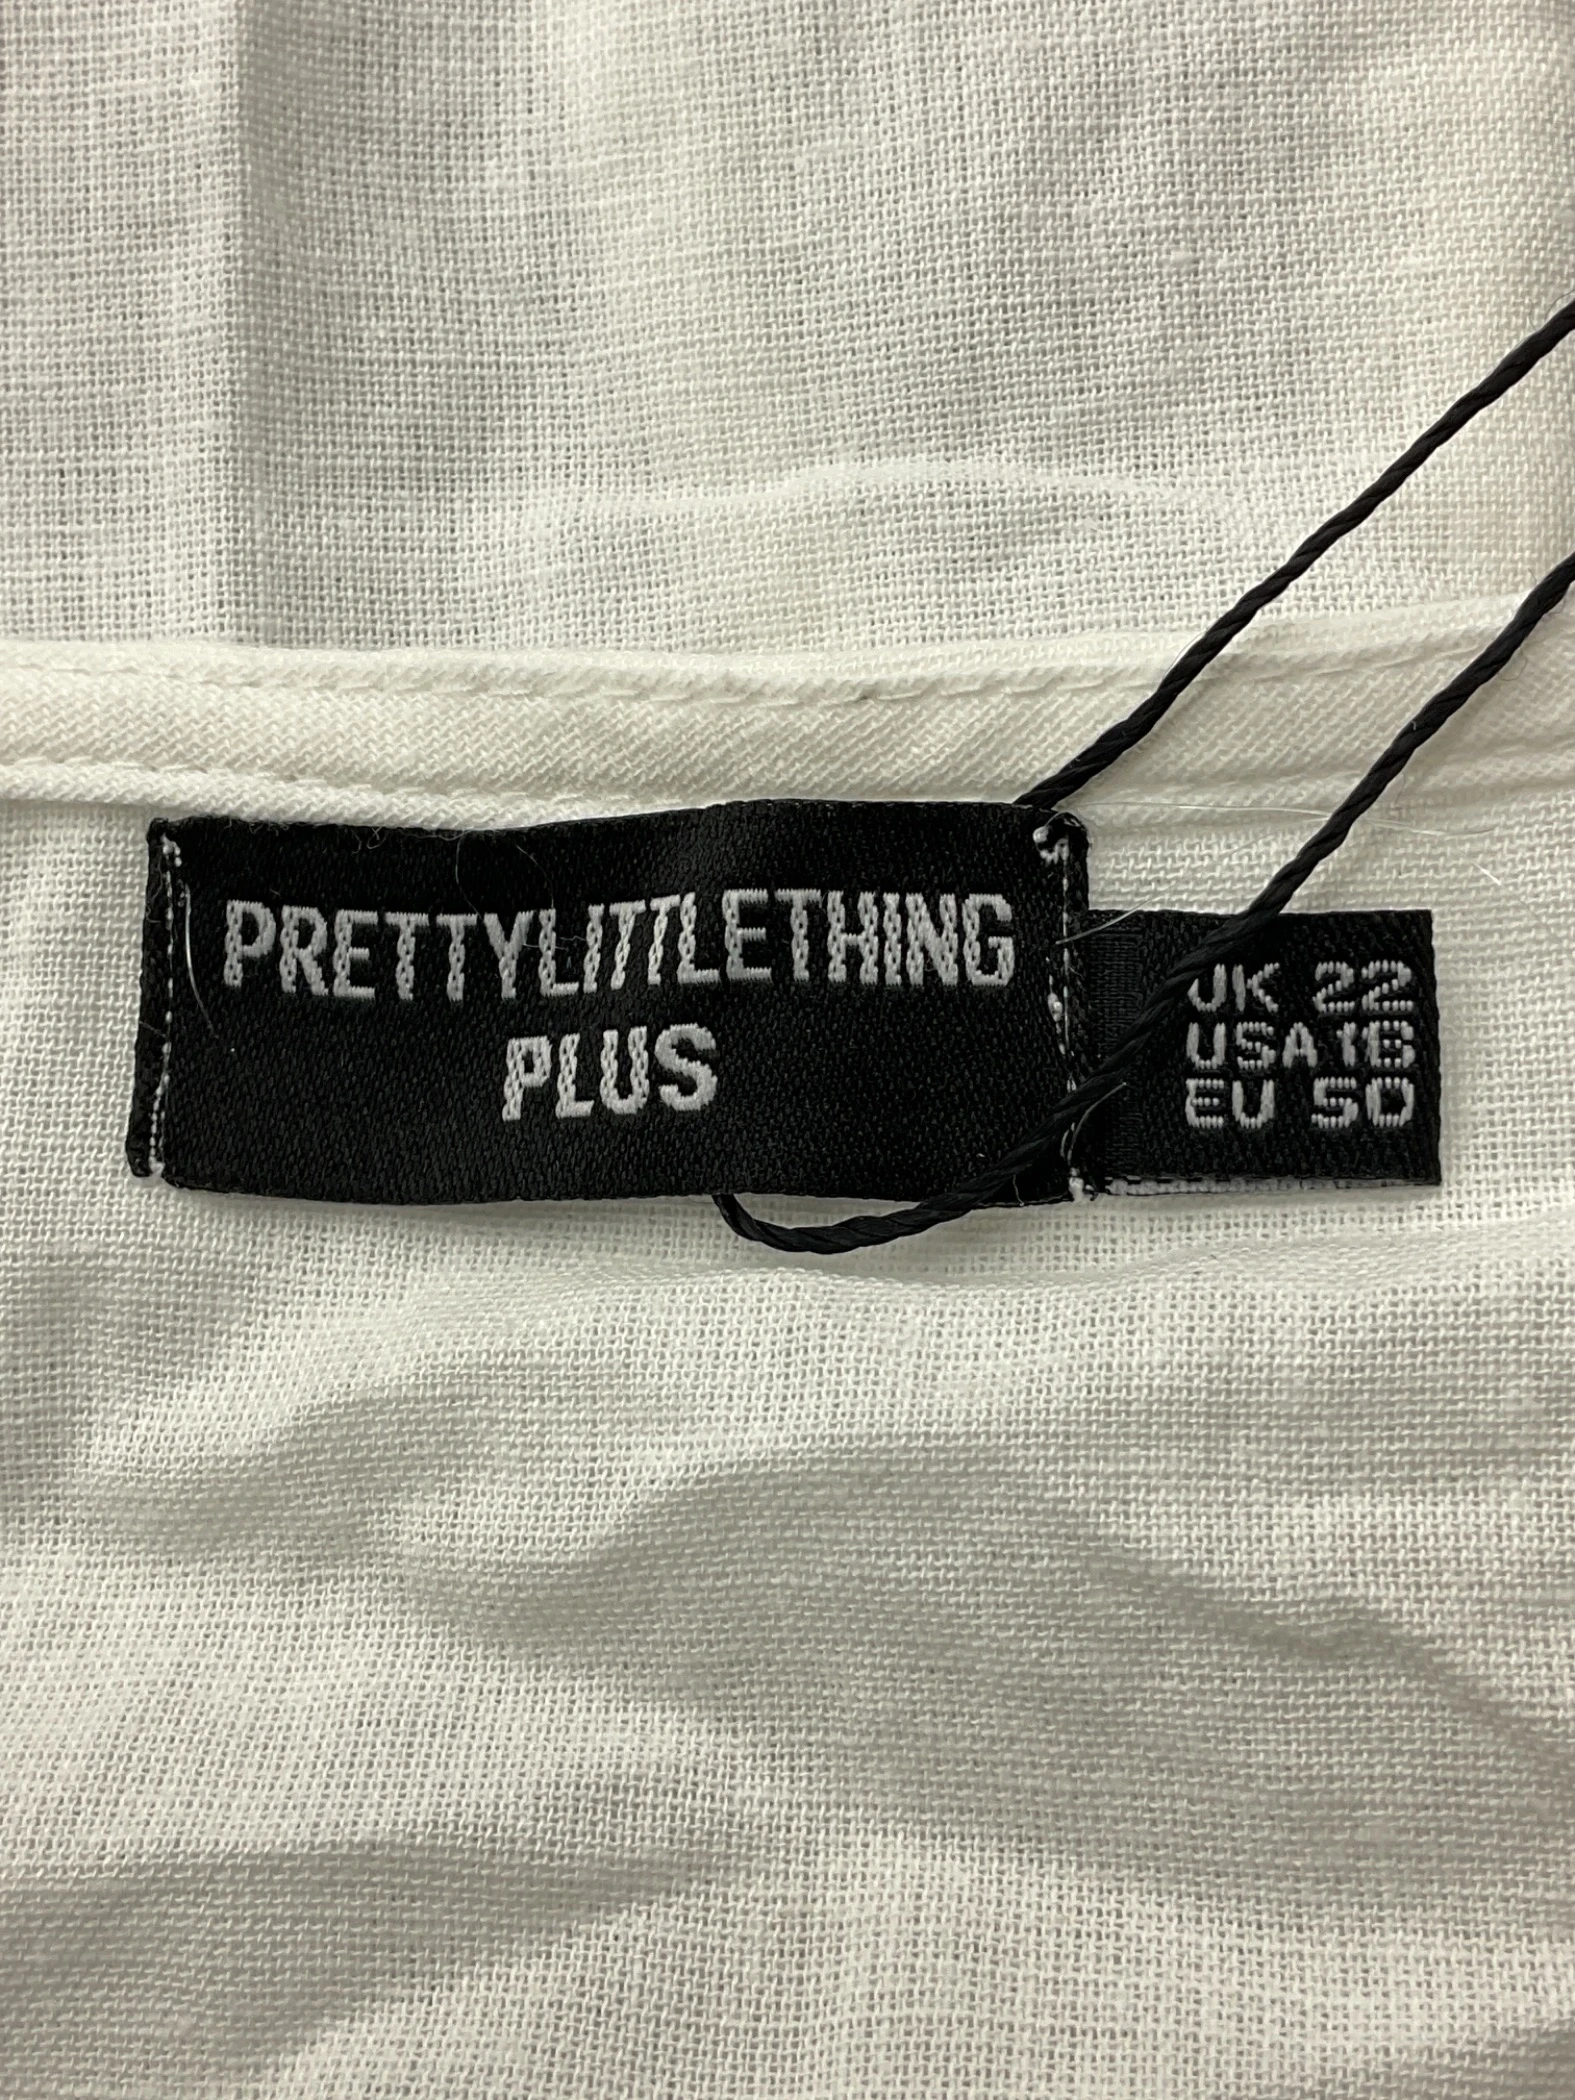 PRETTYLITTLETHING
PLUS
UK 22
USA 18
EU 50